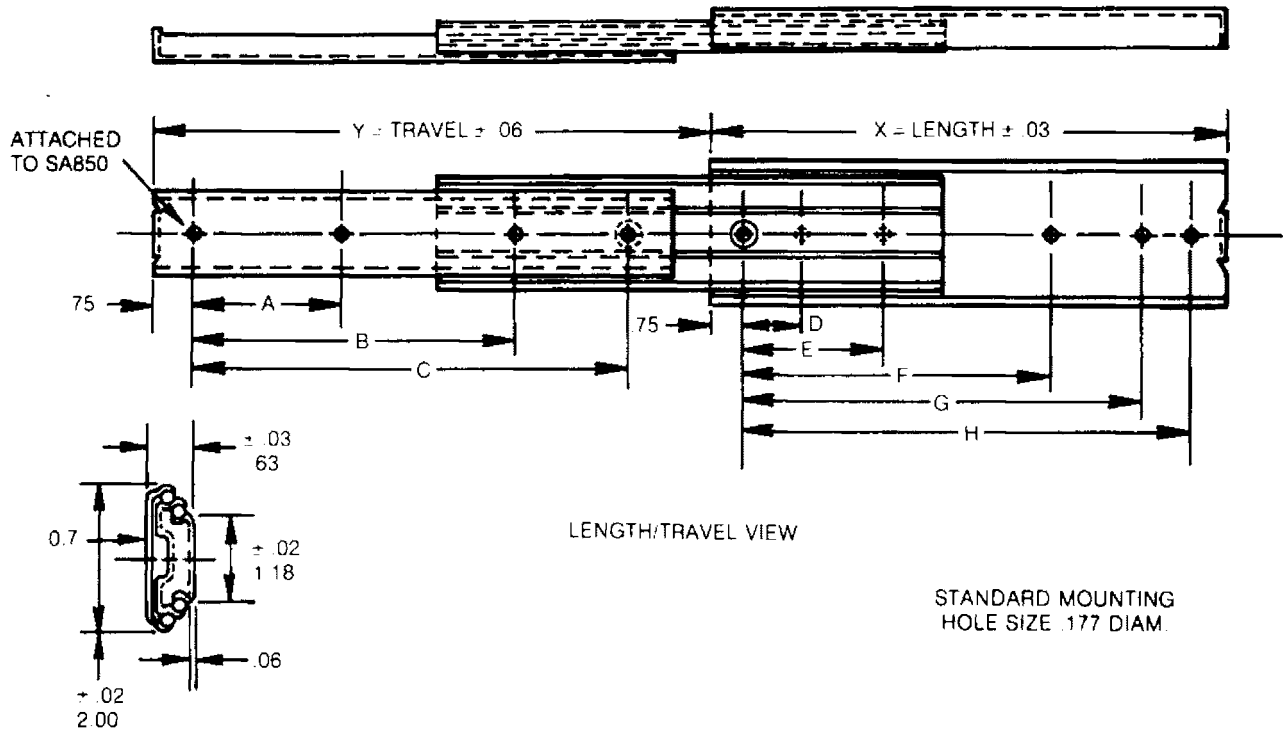 ATTACHED
TO SA850
Y = TRAVEL ± .06
X = LENGTH ± .03
.75
A
B
C
.75
D
E
F
G
H
± .03
63
0.7
± .02
1.18
.06
± .02
2.00
LENGTH/TRAVEL VIEW
STANDARD MOUNTING
HOLE SIZE .177 DIAM.